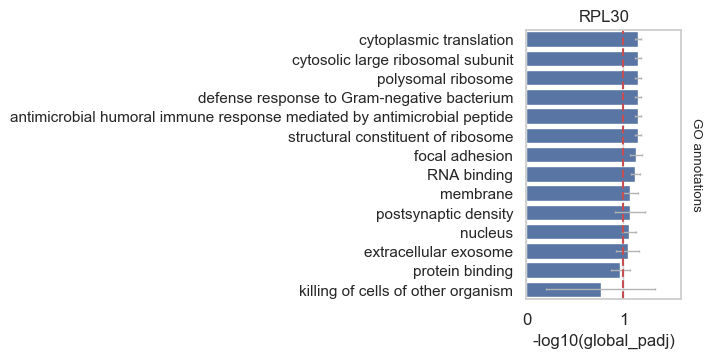 RPL30
cytoplasmic translation
cytosolic large ribosomal subunit
polysomal ribosome
defense response to Gram-negative bacterium
antimicrobial humoral immune response mediated by antimicrobial peptide
structural constituent of ribosome
focal adhesion
RNA binding
membrane
postsynaptic density
nucleus
extracellular exosome
protein binding
killing of cells of other organism
GO annotations
0 1
-log10(global_padj)